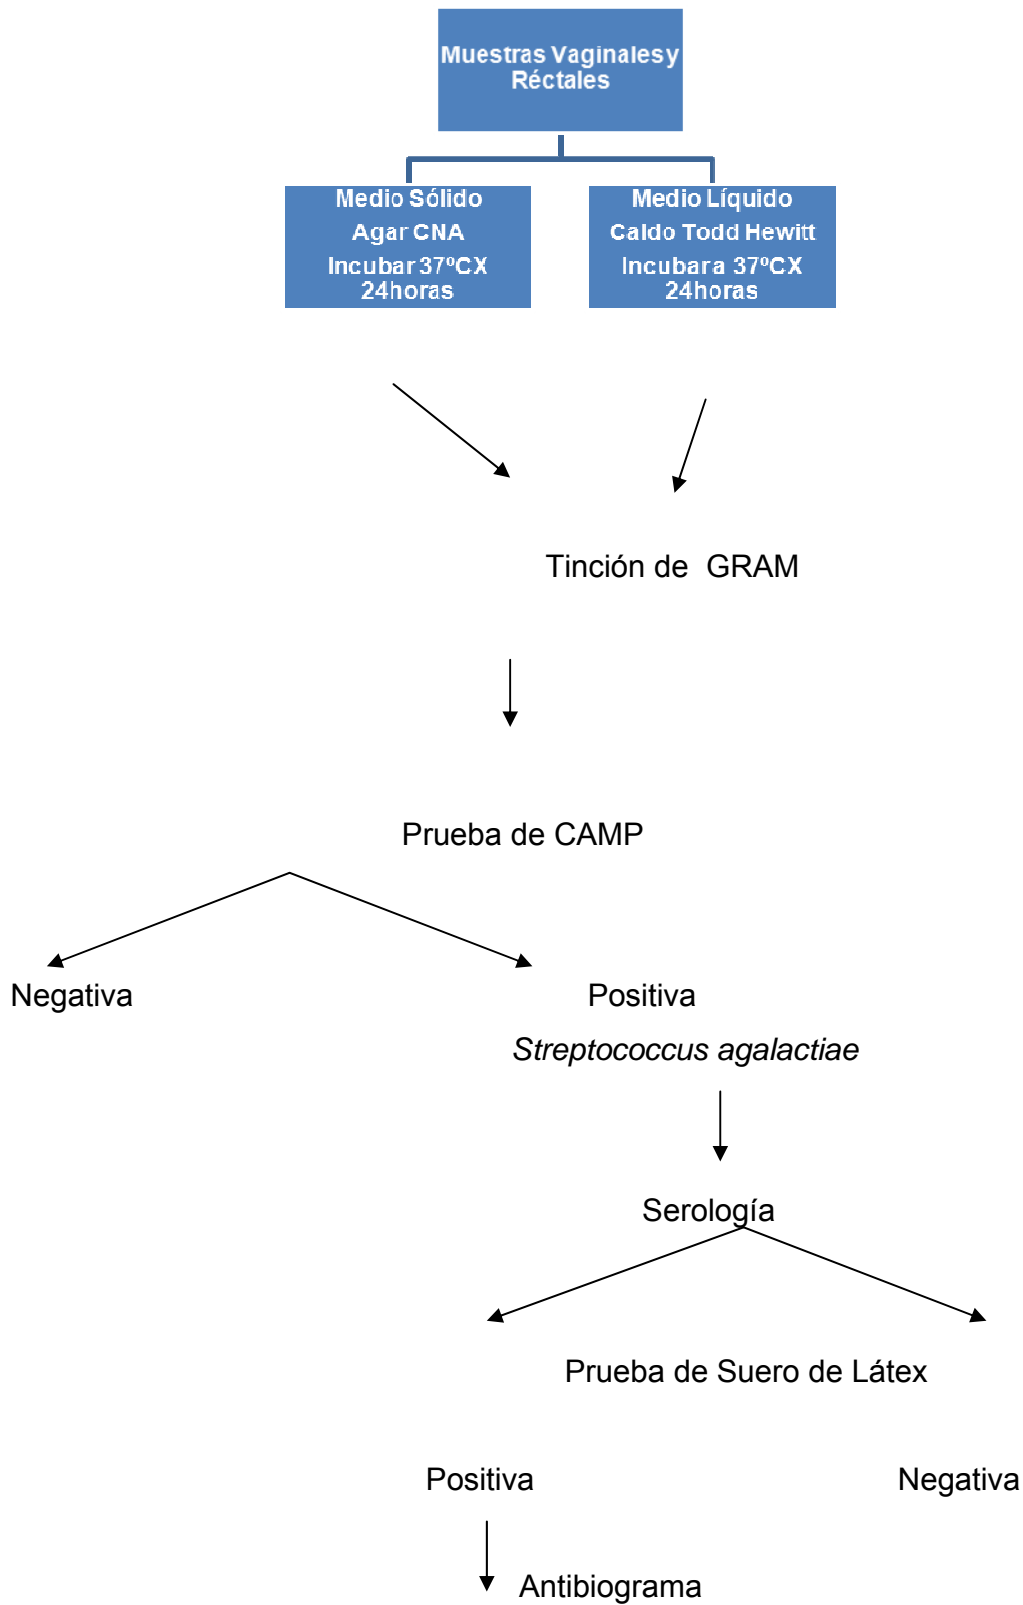 Muestras Vaginales y
Réctales
Medio Sólido
Agar CNA
Incubar 37ºCX
24horas
Medio Líquido
Caldo Todd Hewitt
Incubara 37ºCX
24horas
Tinción de GRAM
Prueba de CAMP
Negativa
Positiva
Streptococcus agalactiae
Serología
Prueba de Suero de Látex
Positiva
Negativa
Antibiograma